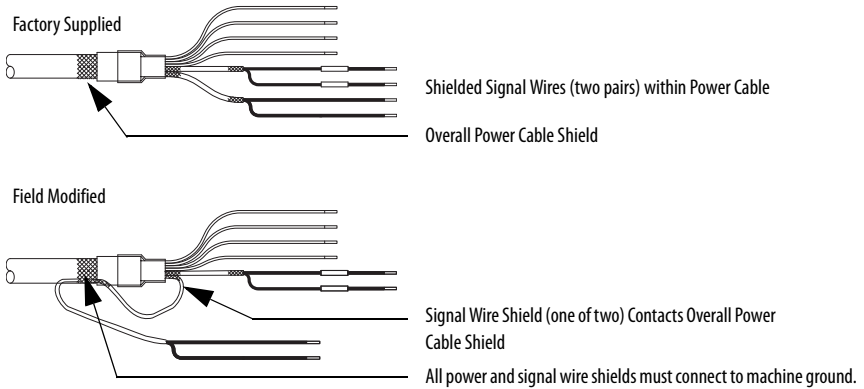 Factory Supplied
Shielded Signal Wires (two pairs) within Power Cable
Overall Power Cable Shield
Field Modified
Signal Wire Shield (one of two) Contacts Overall Power
Cable Shield
All power and signal wire shields must connect to machine ground.